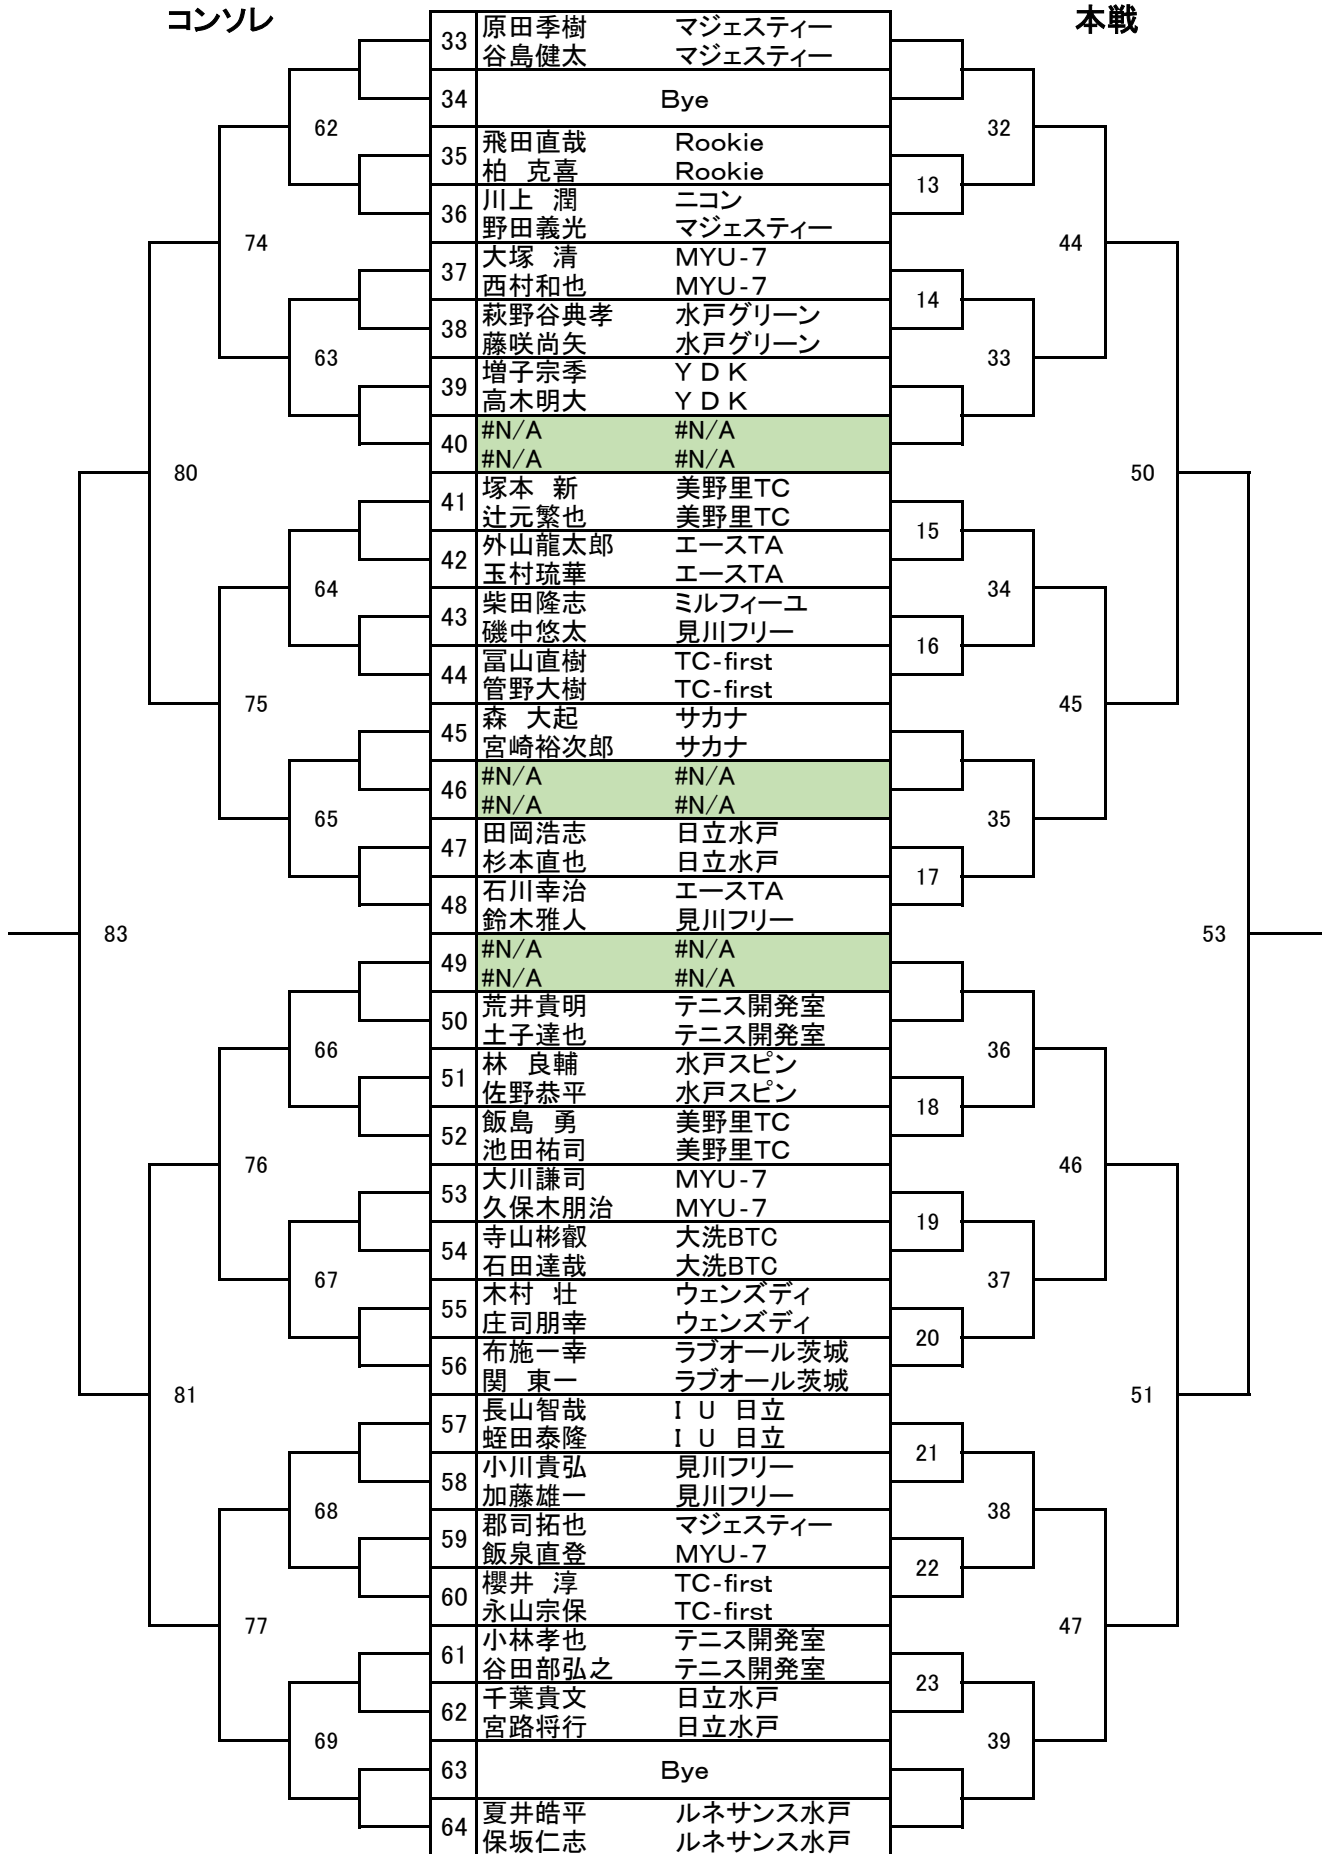 コンソレ 本戦
33 原田季樹 マジェスティー
谷島健太 マジェスティー
34 Bye
62 32
35 飛田直哉 Rookie
柏 克喜 Rookie
13
36 川上 潤 ニコン
野田義光 マジェスティー
74 44
37 大塚 清 MYU-7
西村和也 MYU-7
14
38 萩野谷典孝 水戸グリーン
藤咲尚矢 水戸グリーン
63 33
39 増子宗季 Y D K
高木明大 Y D K
40 #N/A #N/A
#N/A #N/A
80 50
41 塚本 新 美野里TC
辻元繁也 美野里TC
15
42 外山龍太郎 エースTA
玉村琉華 エースTA
64 34
43 柴田隆志 ミルフィーユ
磯中悠太 見川フリー
16
44 冨山直樹 TC-first
管野大樹 TC-first
75 45
45 森 大起 サカナ
宮崎裕次郎 サカナ
46 #N/A #N/A
#N/A #N/A
65 35
47 田岡浩志 日立水戸
杉本直也 日立水戸
17
48 石川幸治 エースTA
鈴木雅人 見川フリー
83 53
49 #N/A #N/A
#N/A #N/A
50 荒井貴明 テニス開発室
土子達也 テニス開発室
66 36
51 林 良輔 水戸スピン
佐野恭平 水戸スピン
18
52 飯島 勇 美野里TC
池田祐司 美野里TC
76 46
53 大川謙司 MYU-7
久保木朋治 MYU-7
19
54 寺山彬叡 大洗BTC
石田達哉 大洗BTC
67 37
55 木村 壮 ウェンズディ
庄司朋幸 ウェンズディ
20
56 布施一幸 ラブオール茨城
関 東一 ラブオール茨城
81 51
57 長山智哉 I U 日立
蛭田泰隆 I U 日立
21
58 小川貴弘 見川フリー
加藤雄一 見川フリー
68 38
59 郡司拓也 マジェスティー
飯泉直登 MYU-7
22
60 櫻井 淳 TC-first
永山宗保 TC-first
77 47
61 小林孝也 テニス開発室
谷田部弘之 テニス開発室
23
62 千葉貴文 日立水戸
宮路将行 日立水戸
69 39
63 Bye
64 夏井皓平 ルネサンス水戸
保坂仁志 ルネサンス水戸